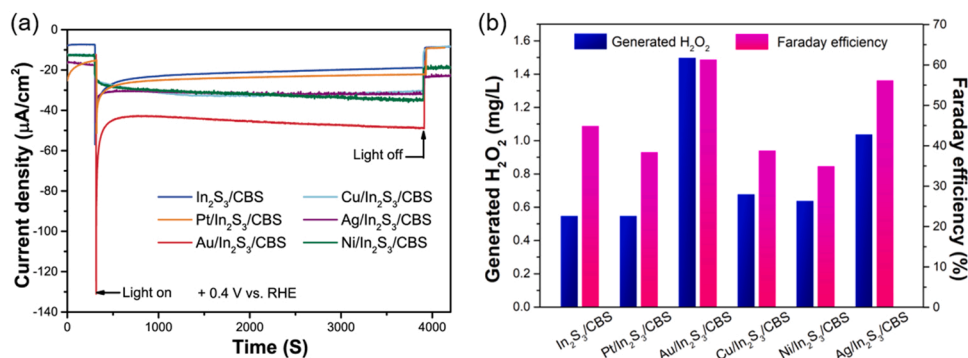 (a)
Current density (μA/cm²)
0
-20
-40
-60
-80
-100
-120
-140
0
1000
2000
3000
4000
Time (S)
Light off
In₂S₃/CBS
Cu/In₂S₃/CBS
Pt/In₂S₃/CBS
Ag/In₂S₃/CBS
Au/In₂S₃/CBS
Ni/In₂S₃/CBS
Light on
+ 0.4 V vs. RHE
(b)
Generated H₂O₂ (mg/L)
1.6
1.4
1.2
1.0
0.8
0.6
0.4
0.2
0.0
Generated H₂O₂
Faraday efficiency
70
60
50
40
30
20
10
0
Faraday efficiency (%)
In₂S₃/CBS
Pt/In₂S₃/CBS
Au/In₂S₃/CBS
Cu/In₂S₃/CBS
Ni/In₂S₃/CBS
Ag/In₂S₃/CBS